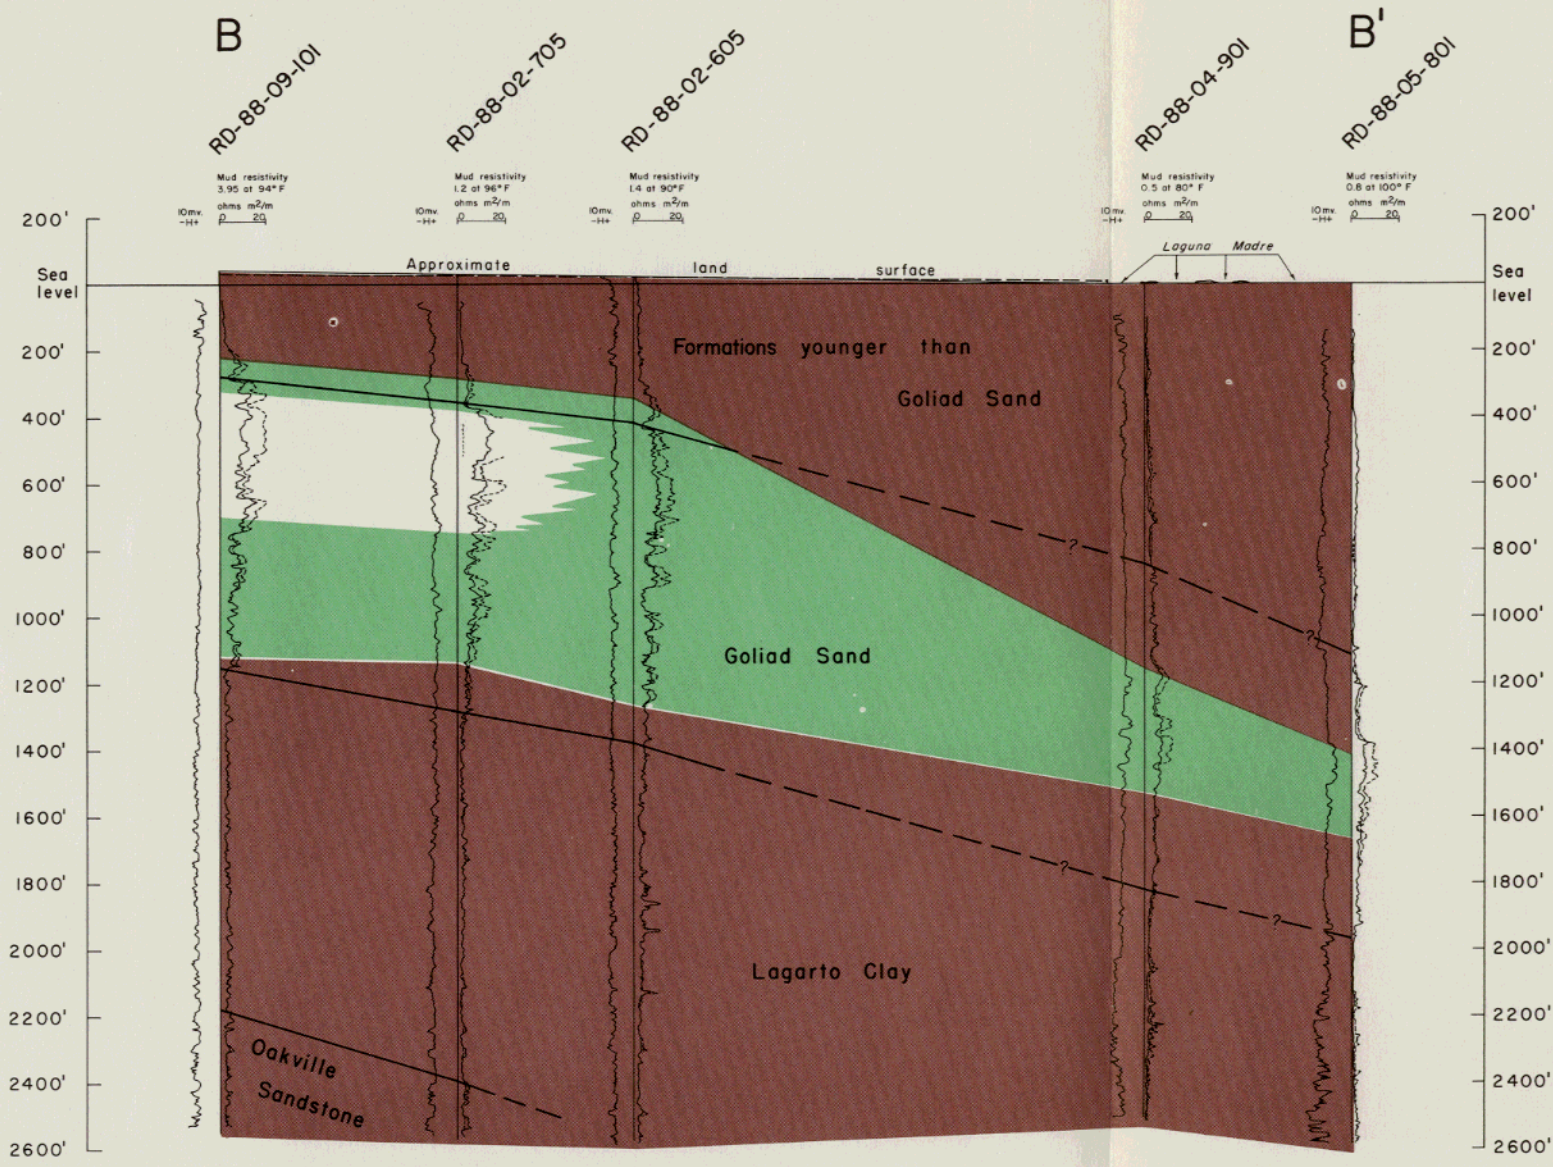 B
B'
RD-88-09-101
RD-88-02-705
RD-88-02-605
RD-88-04-901
RD-88-05-801
Mud resistivity
3.95 at 94° F
ohms m²/m
0 20
10mv.
-H+
Mud resistivity
1.2 at 96° F
ohms m²/m
0 20
10mv.
-H+
Mud resistivity
1.4 at 90° F
ohms m²/m
0 20
10mv.
-H+
Mud resistivity
0.5 at 80° F
ohms m²/m
0 20
10mv.
-H+
Mud resistivity
0.8 at 100° F
ohms m²/m
0 20
10mv.
-H+
200'
Sea
level
200'
400'
600'
800'
1000'
1200'
1400'
1600'
1800'
2000'
2200'
2400'
2600'
Approximate land surface
Laguna Madre
Formations younger than
Goliad Sand
?
?
Goliad Sand
?
?
Lagarto Clay
Oakville
Sandstone
200'
Sea
level
200'
400'
600'
800'
1000'
1200'
1400'
1600'
1800'
2000'
2200'
2400'
2600'